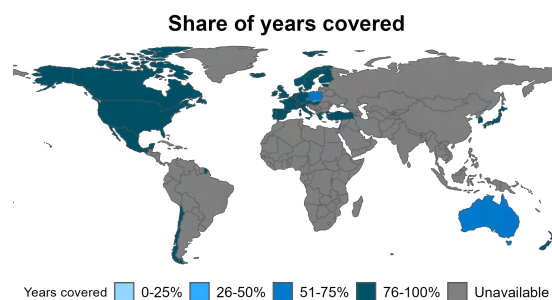 Share of years covered
Years covered 0-25% 26-50% 51-75% 76-100% Unavailable